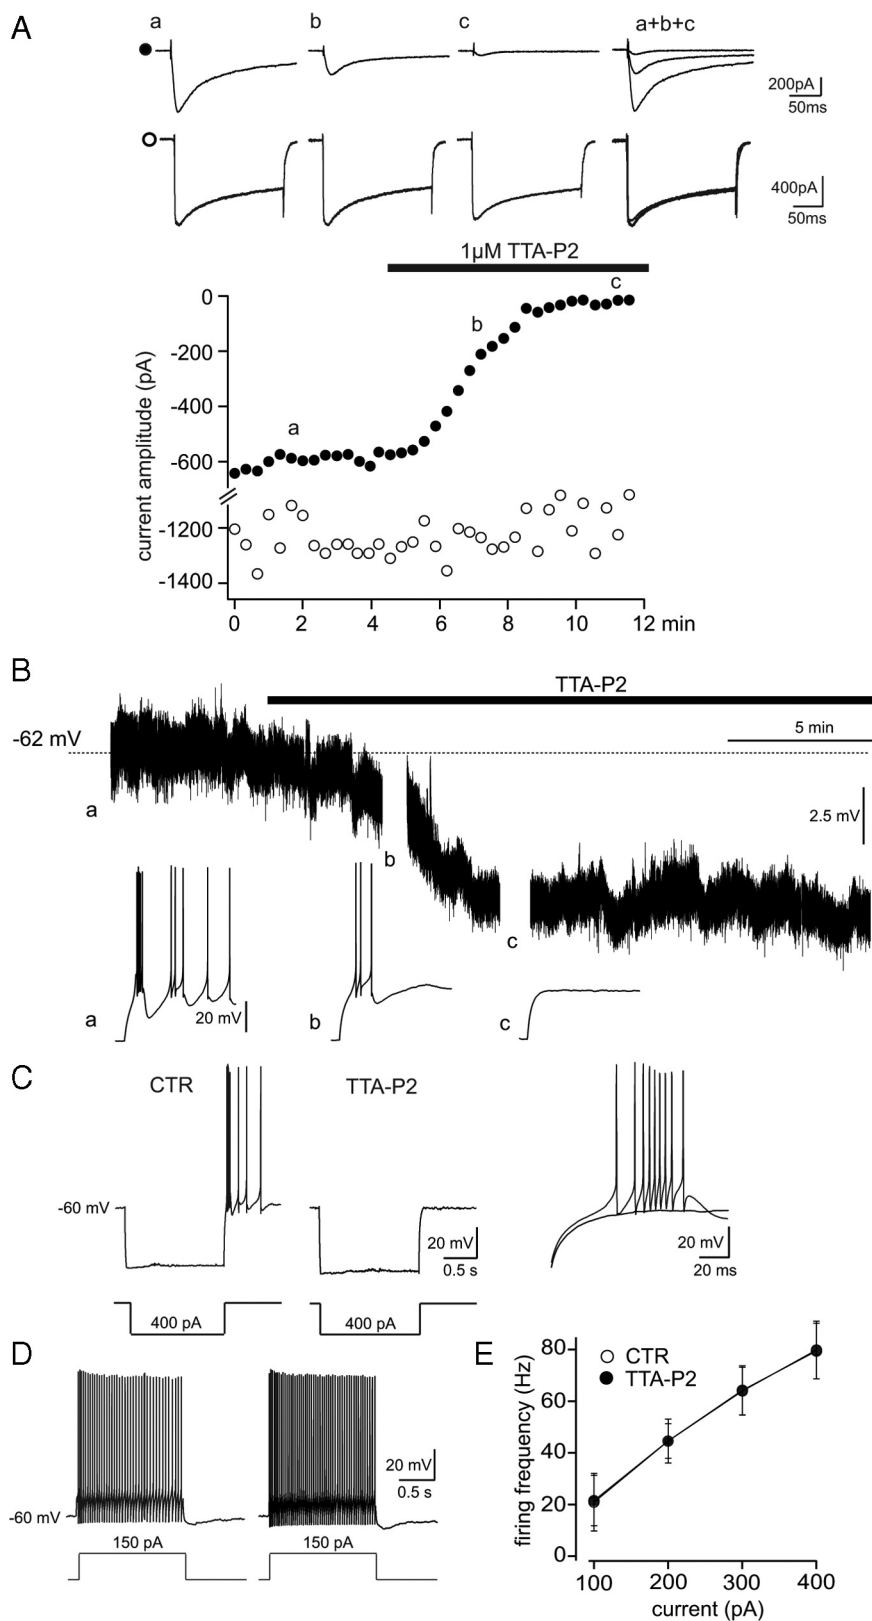 A
a b c a+b+c
200pA
50ms
400pA
50ms
1µM TTA-P2
c
0
b
-200
-400
a
-600
-1200
-1400
current amplitude (pA)
0 2 4 6 8 10 12 min
B
TTA-P2
-62 mV
5 min
a
2.5 mV
b
c
20 mV
a b c
C
CTR TTA-P2
-60 mV
20 mV
0.5 s
20 mV
20 ms
400 pA 400 pA
D
20 mV
0.5 s
-60 mV
150 pA 150 pA
E
CTR
TTA-P2
80
60
40
20
0
firing frequency (Hz)
100 200 300 400
current (pA)